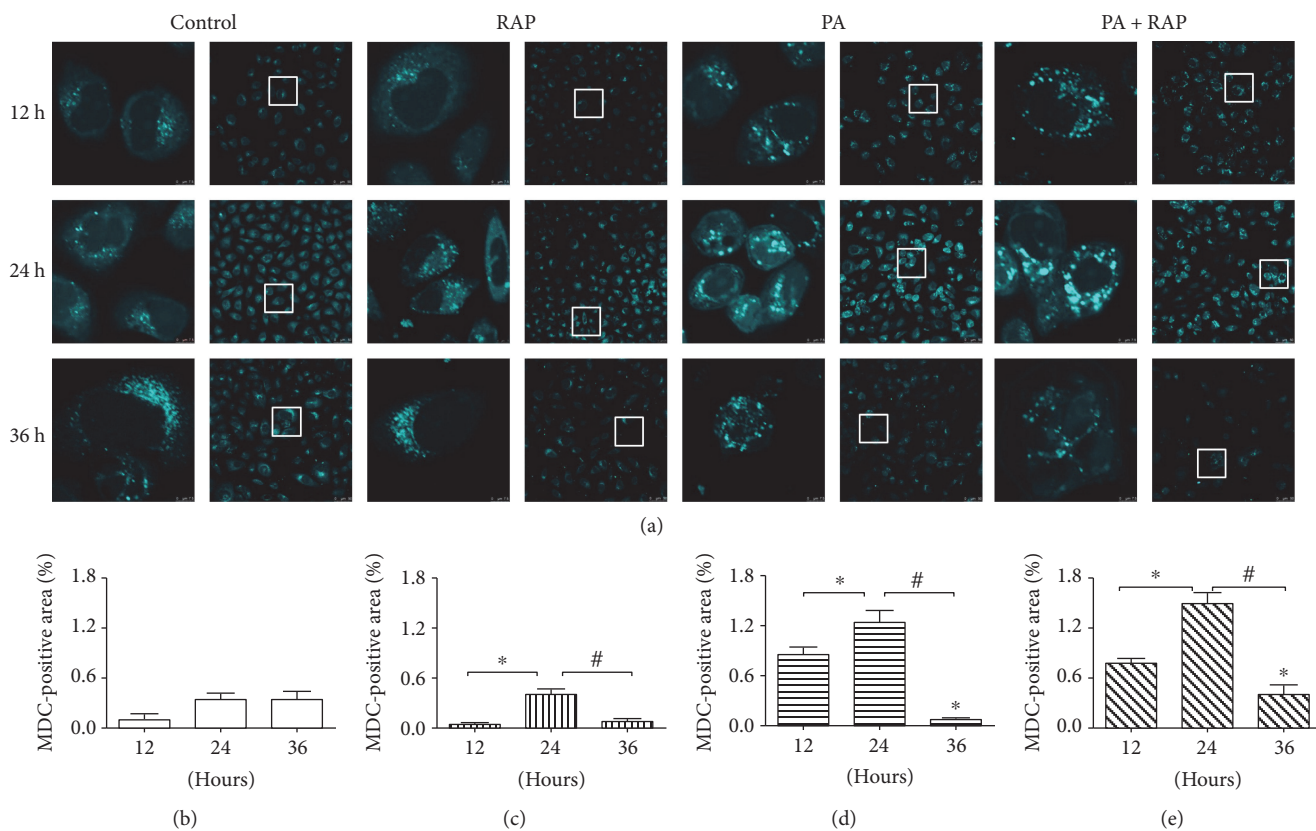 Control RAP PA PA + RAP
12 h
24 h
36 h
(a)
MDC-positive area (%)
1.8
1.2
0.6
0.0
12 24 36
(Hours)
(b)
MDC-positive area (%)
1.8
1.2
0.6
0.0
* #
12 24 36
(Hours)
(c)
MDC-positive area (%)
1.8
1.2
0.6
0.0
* #
*
12 24 36
(Hours)
(d)
MDC-positive area (%)
1.8
1.2
0.6
0.0
* #
*
12 24 36
(Hours)
(e)